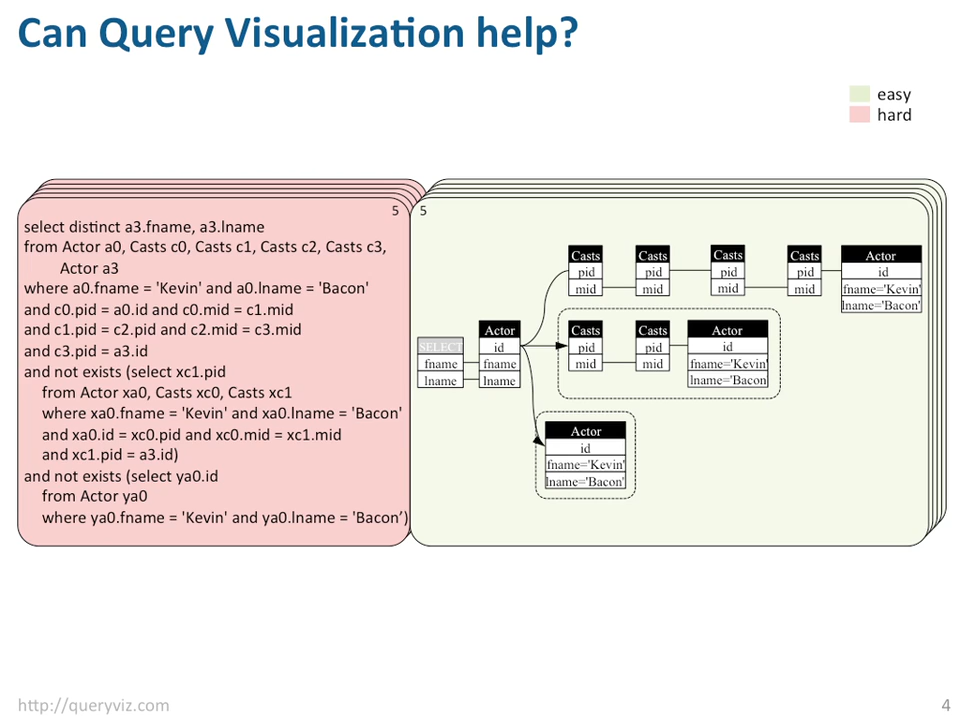 Can Query Visualization help?
easy
hard
5
select distinct a3.fname, a3.lname
from Actor a0, Casts c0, Casts c1, Casts c2, Casts c3,
Actor a3
where a0.fname = 'Kevin' and a0.lname = 'Bacon'
and c0.pid = a0.id and c0.mid = c1.mid
and c1.pid = c2.pid and c2.mid = c3.mid
and c3.pid = a3.id
and not exists (select xc1.pid
from Actor xa0, Casts xc0, Casts xc1
where xa0.fname = 'Kevin' and xa0.lname = 'Bacon'
and xa0.id = xc0.pid and xc0.mid = xc1.mid
and xc1.pid = a3.id)
and not exists (select ya0.id
from Actor ya0
where ya0.fname = 'Kevin' and ya0.lname = 'Bacon’)
5
SELECT
fname
lname
Actor
id
fname
lname
Casts
pid
mid
Casts
pid
mid
Casts
pid
mid
Casts
pid
mid
Actor
id
fname='Kevin'
lname='Bacon'
Casts
pid
mid
Casts
pid
mid
Actor
id
fname='Kevin'
lname='Bacon
Actor
id
fname='Kevin'
lname='Bacon'
http://queryviz.com
4